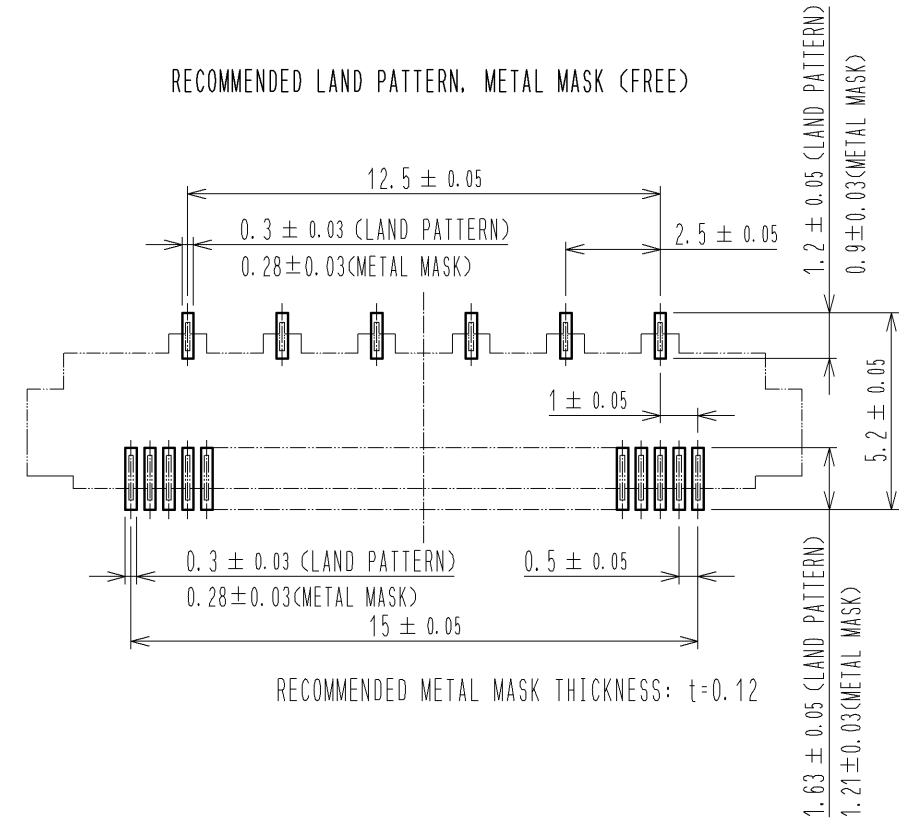 RECOMMENDED LAND PATTERN, METAL MASK (FREE)
12.5 ± 0.05
0.3 ± 0.03 (LAND PATTERN)
0.28±0.03(METAL MASK)
2.5 ± 0.05
1.2 ± 0.05 (LAND PATTERN)
0.9±0.03(METAL MASK)
1 ± 0.05
5.2 ± 0.05
0.3 ± 0.03 (LAND PATTERN)
0.28±0.03(METAL MASK)
0.5 ± 0.05
15 ± 0.05
1.63 ± 0.05 (LAND PATTERN)
1.21±0.03(METAL MASK)
RECOMMENDED METAL MASK THICKNESS: t=0.12